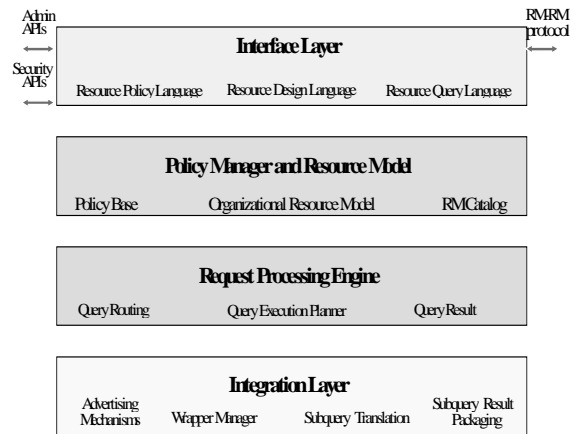 Admin
APIs
RM-RM
protocol
Interface Layer
Security
APIs
Resource Policy Language Resource Design Language Resource Query Language
Policy Manager and Resource Model
Policy Base Organizational Resource Model RM Catalog
Request Processing Engine
Query Routing Query Execution Planner Query Result
Integration Layer
Advertising
Mechanisms
Wrapper Manager
Subquery Translation
Subquery Result
Packaging